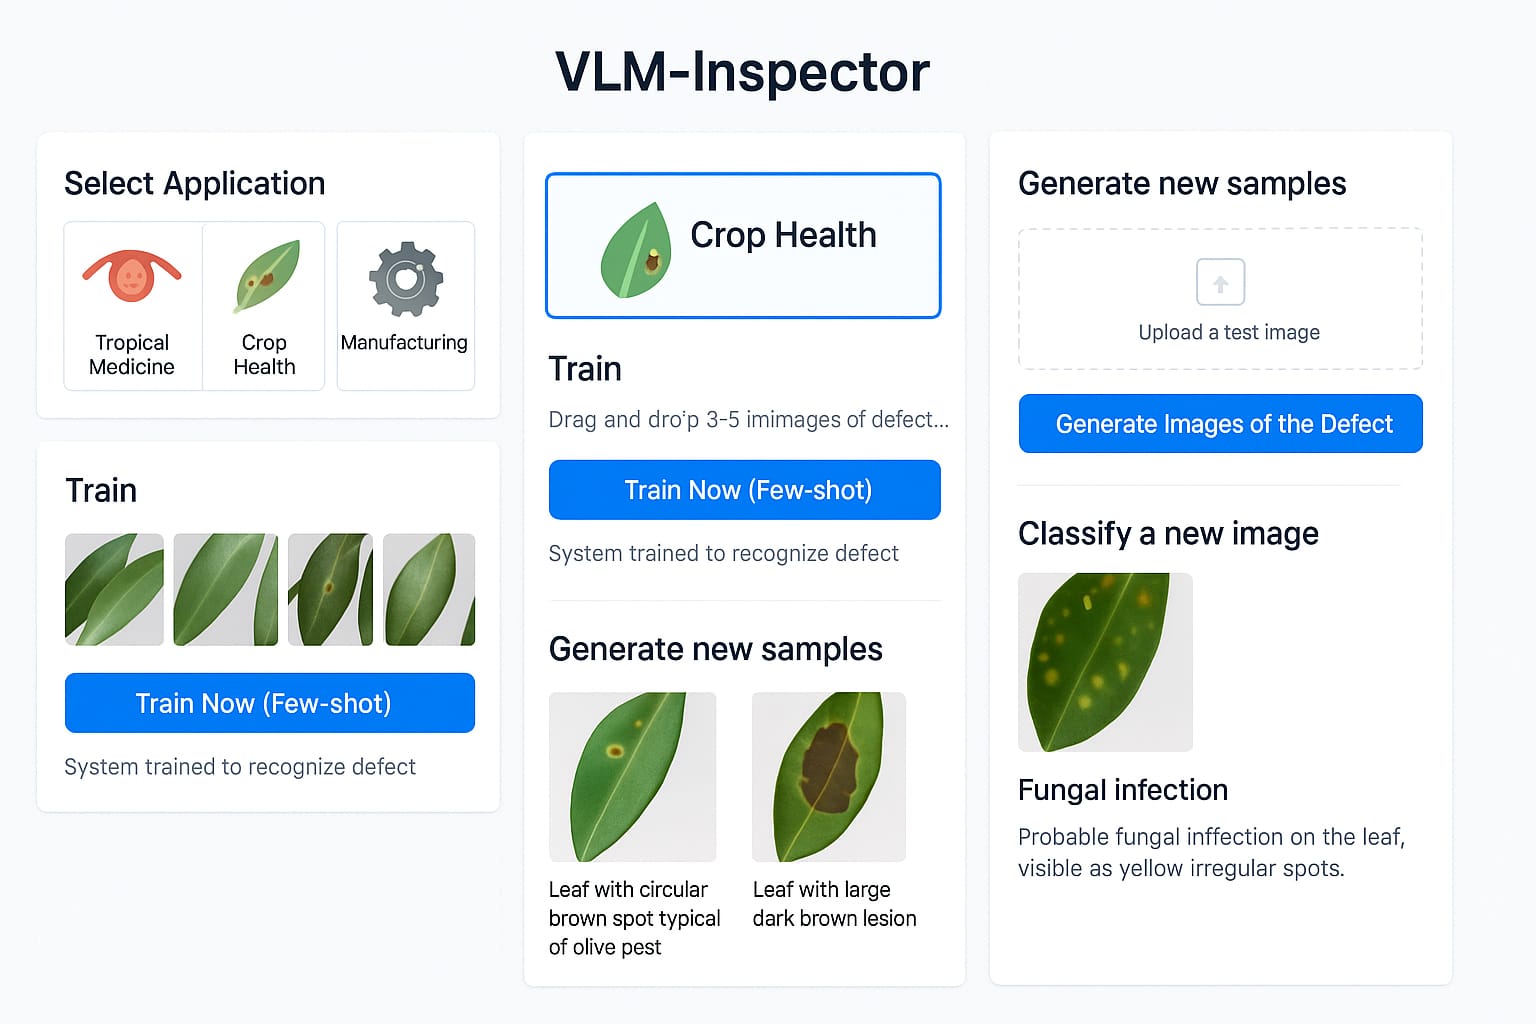 VLM-Inspector
Select Application
Tropical
Medicine
Crop
Health
Manufacturing
Train
Train Now (Few-shot)
System trained to recognize defect
Crop Health
Train
Drag and dro'p 3-5 imimages of defect...
Train Now (Few-shot)
System trained to recognize defect
Generate new samples
Leaf with circular
brown spot typical
of olive pest
Leaf with large
dark brown lesion
Generate new samples
Upload a test image
Generate Images of the Defect
Classify a new image
Fungal infection
Probable fungal inffection on the leaf,
visible as yellow irregular spots.